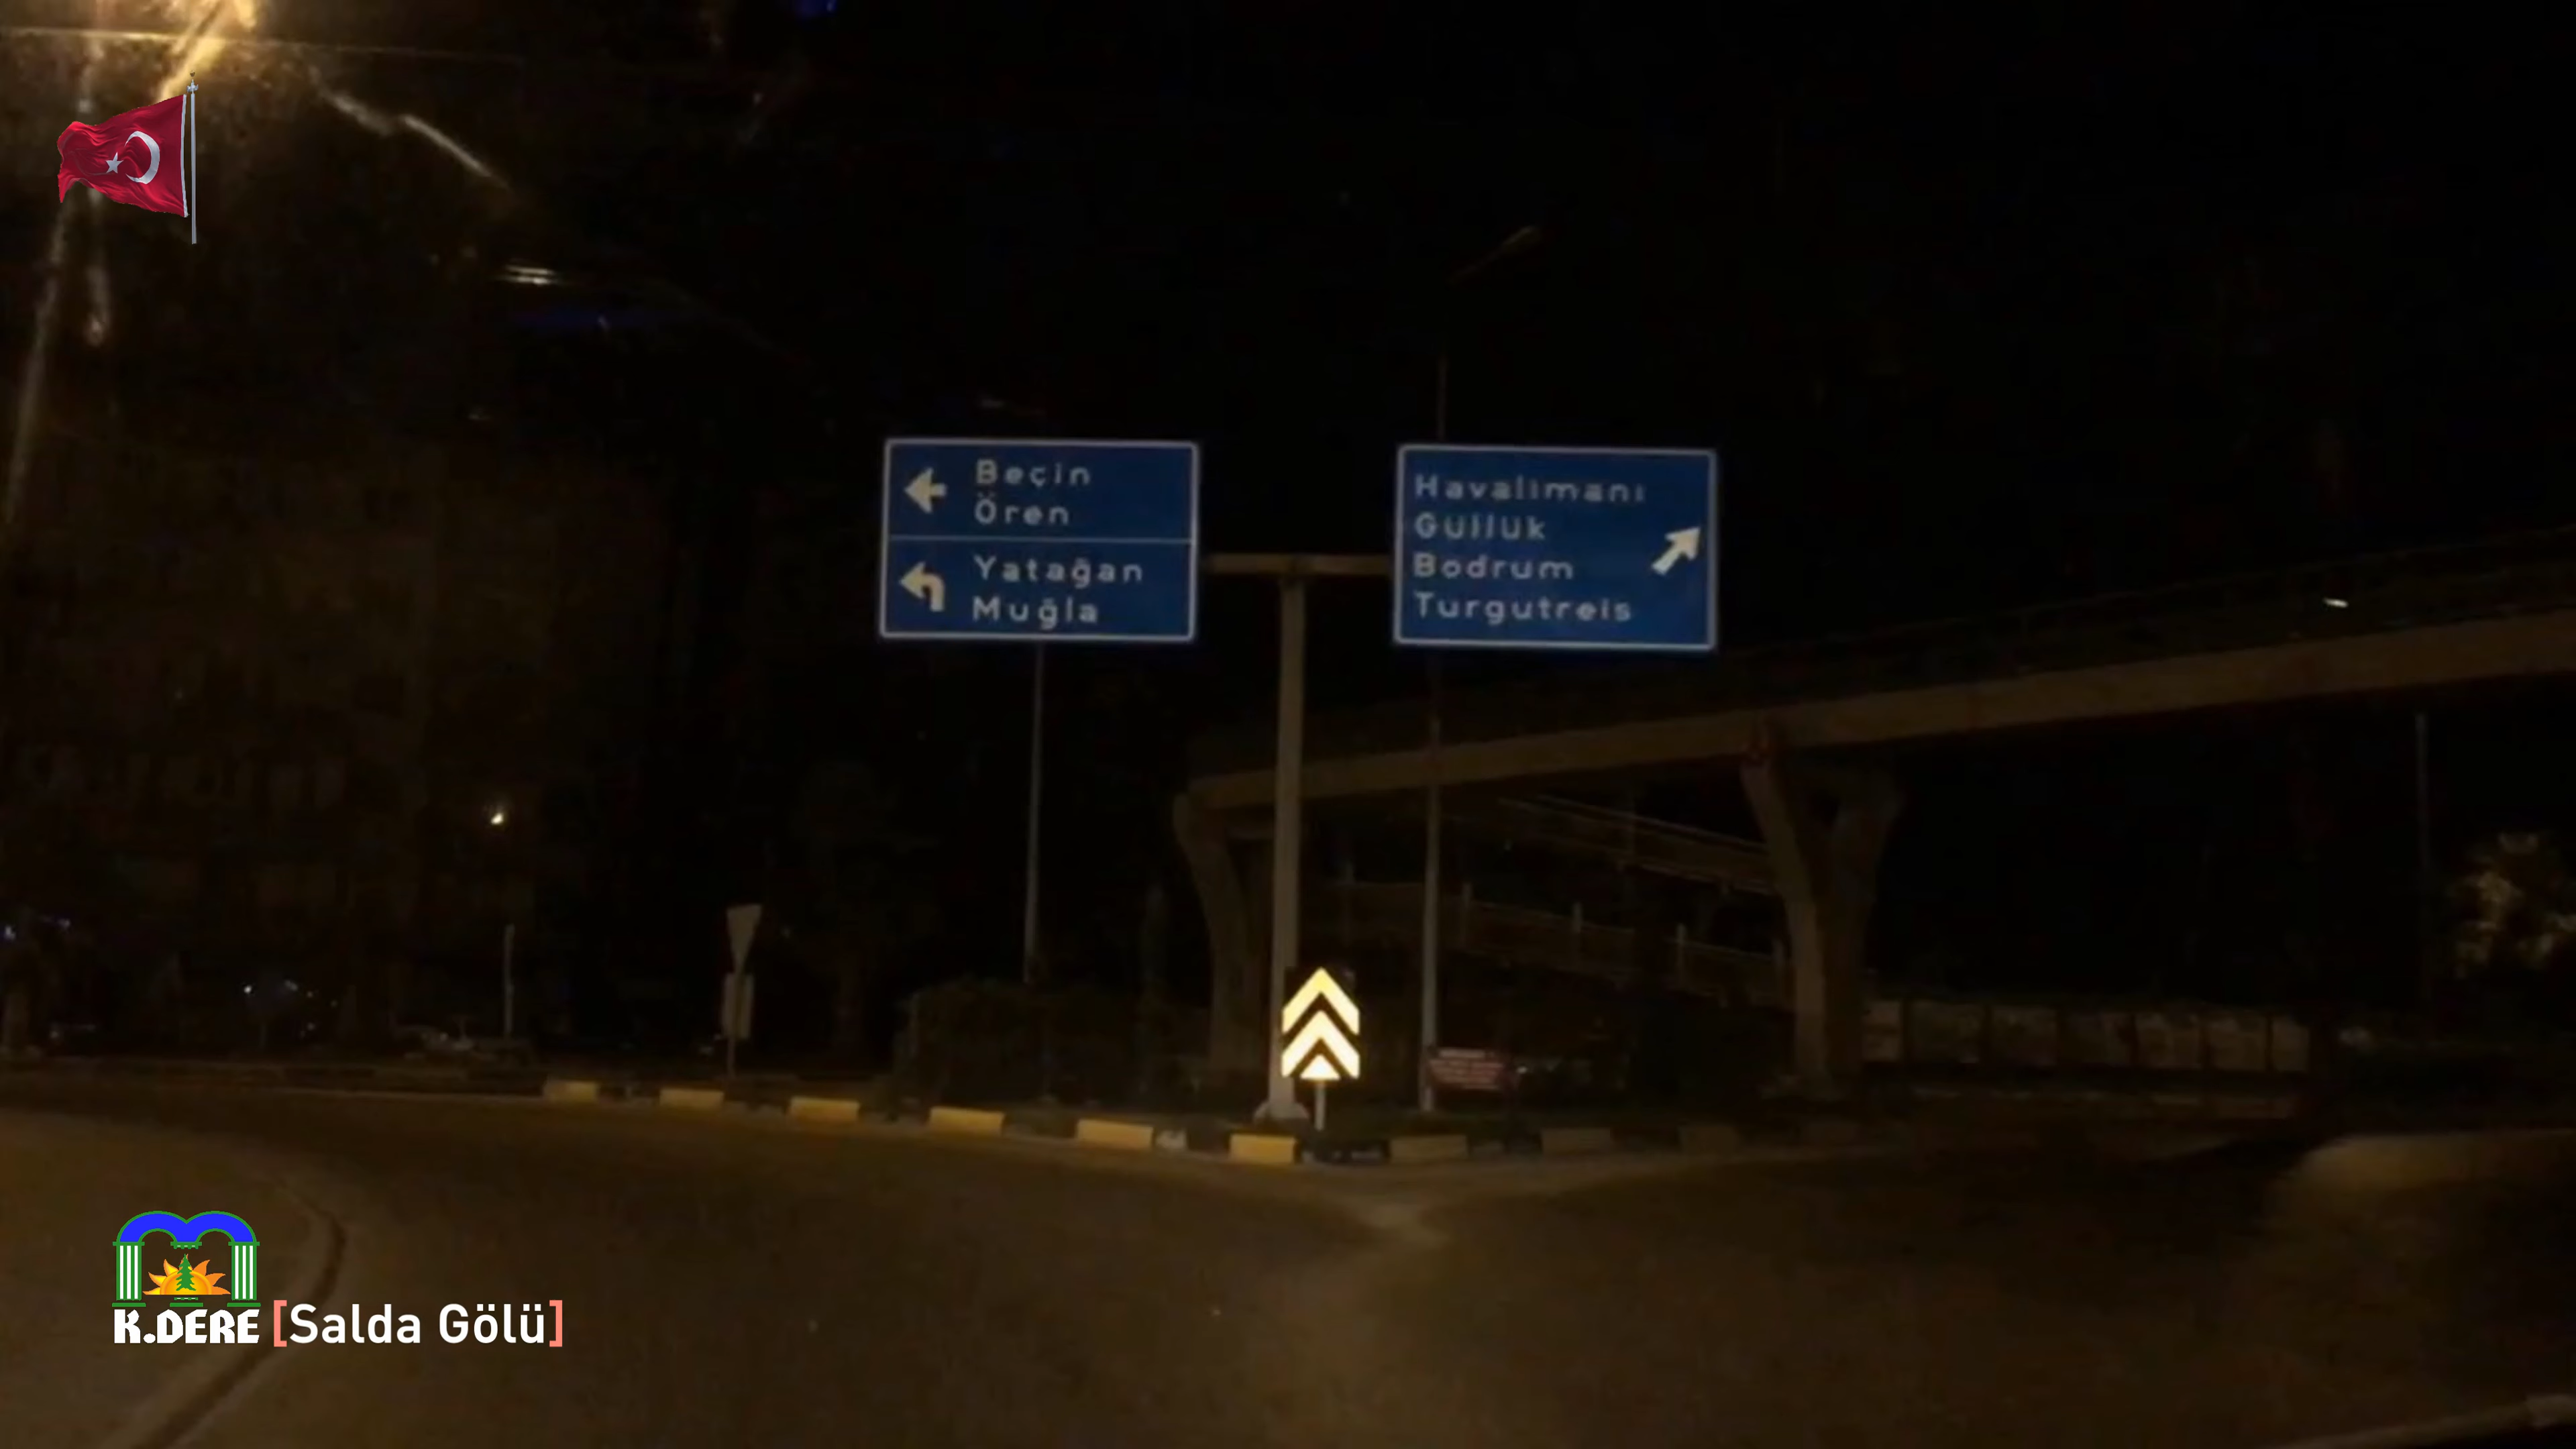 Beçin
Ören
Yatağan
Muğla
Havalimanı
Güllük
Bodrum
Turgutreis
K.DERE [Salda Gölü]